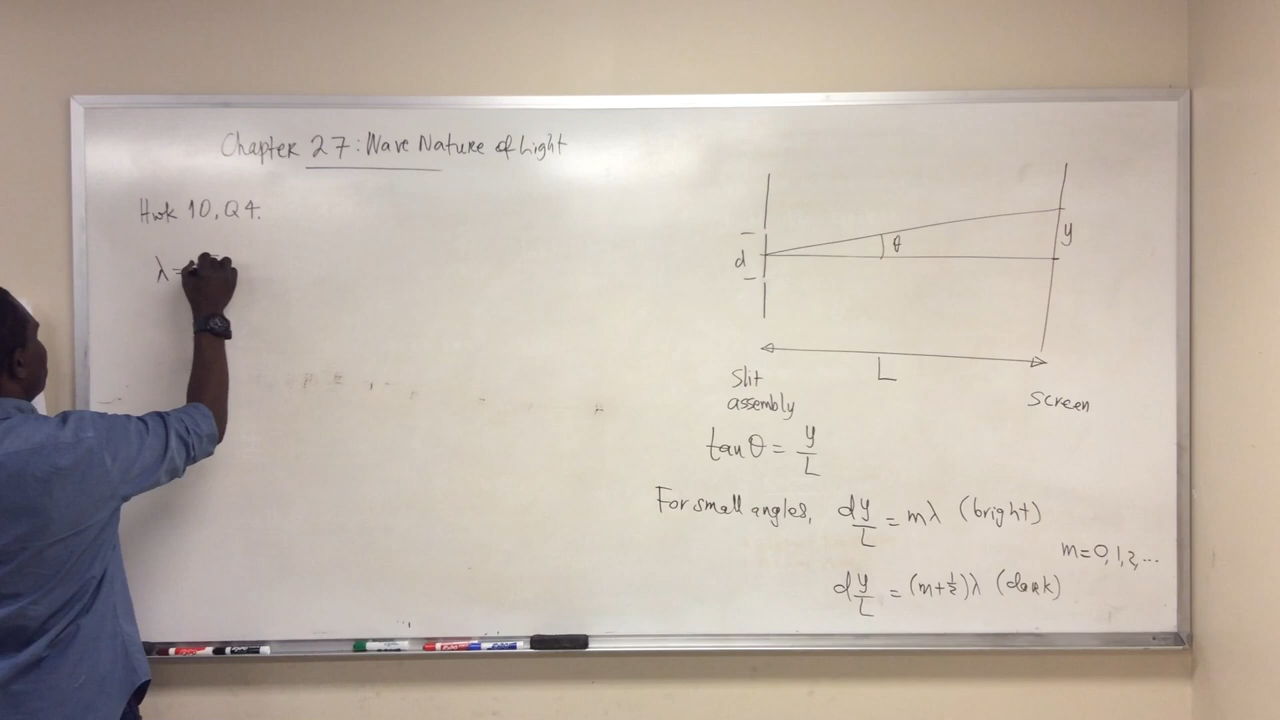 Chapter 27: Wave Nature of Light
Hwk 10, Q4.
λ=
d
θ
y
L
Slit
assembly
screen
tan θ = y/L
For small angles, d y/L = mλ (bright)
m=0,1,2,...
d y/L = (m+½)λ (dark)